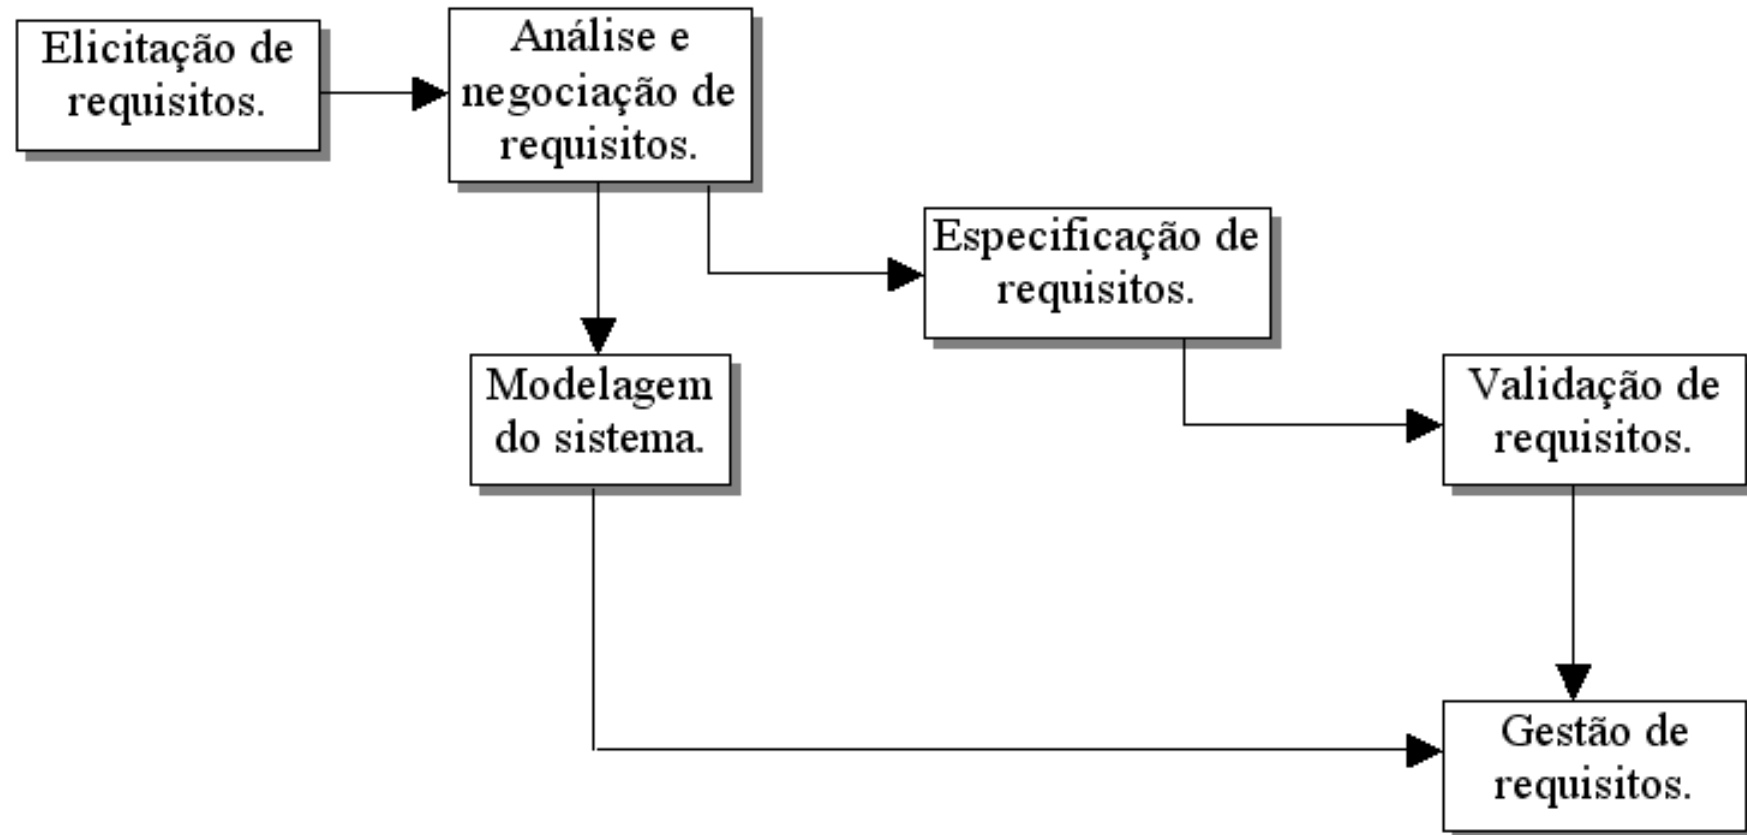 Elicitação de
requisitos.
Análise e
negociação de
requisitos.
Especificação de
requisitos.
Modelagem
do sistema.
Validação de
requisitos.
Gestão de
requisitos.